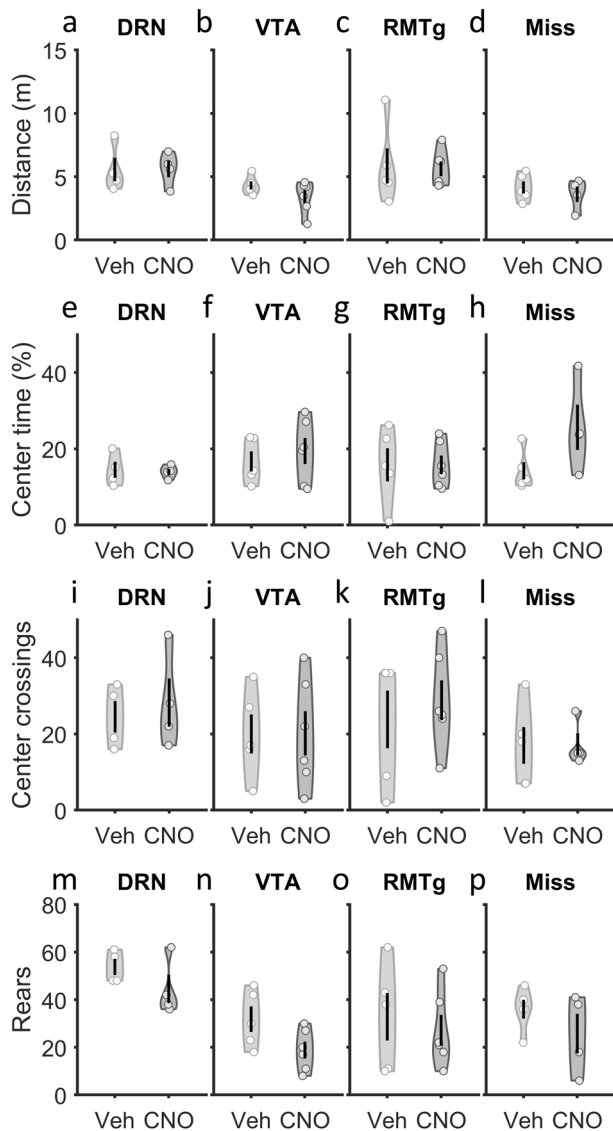 a DRN b VTA c RMTg d Miss
15
10
5
0
Distance (m)
Veh CNO Veh CNO Veh CNO Veh CNO
e DRN f VTA g RMTg h Miss
40
20
0
Center time (%)
Veh CNO Veh CNO Veh CNO Veh CNO
i DRN j VTA k RMTg l Miss
40
20
0
Center crossings
Veh CNO Veh CNO Veh CNO Veh CNO
m DRN n VTA o RMTg p Miss
80
60
40
20
0
Rears
Veh CNO Veh CNO Veh CNO Veh CNO